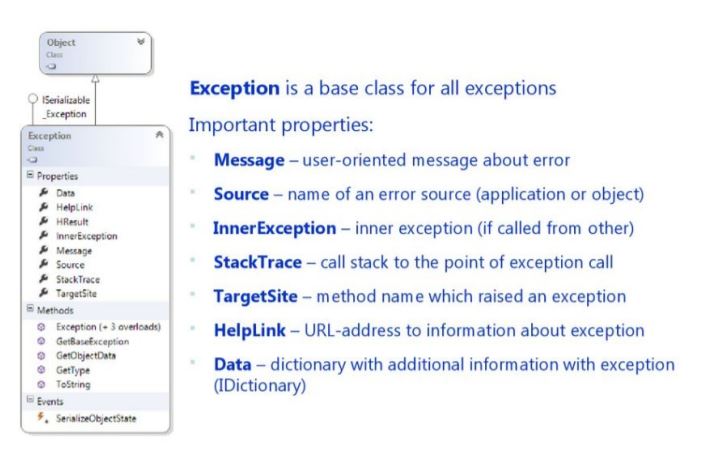 Object
Class
ISerializable
_Exception
Exception
Class
Properties
Data
HelpLink
HResult
InnerException
Message
Source
StackTrace
TargetSite
Methods
Exception (+ 3 overloads)
GetBaseException
GetObjectData
GetType
ToString
Events
SerializeObjectState
Exception is a base class for all exceptions
Important properties:
Message – user-oriented message about error
Source – name of an error source (application or object)
InnerException – inner exception (if called from other)
StackTrace – call stack to the point of exception call
TargetSite – method name which raised an exception
HelpLink – URL-address to information about exception
Data – dictionary with additional information with exception
(IDictionary)